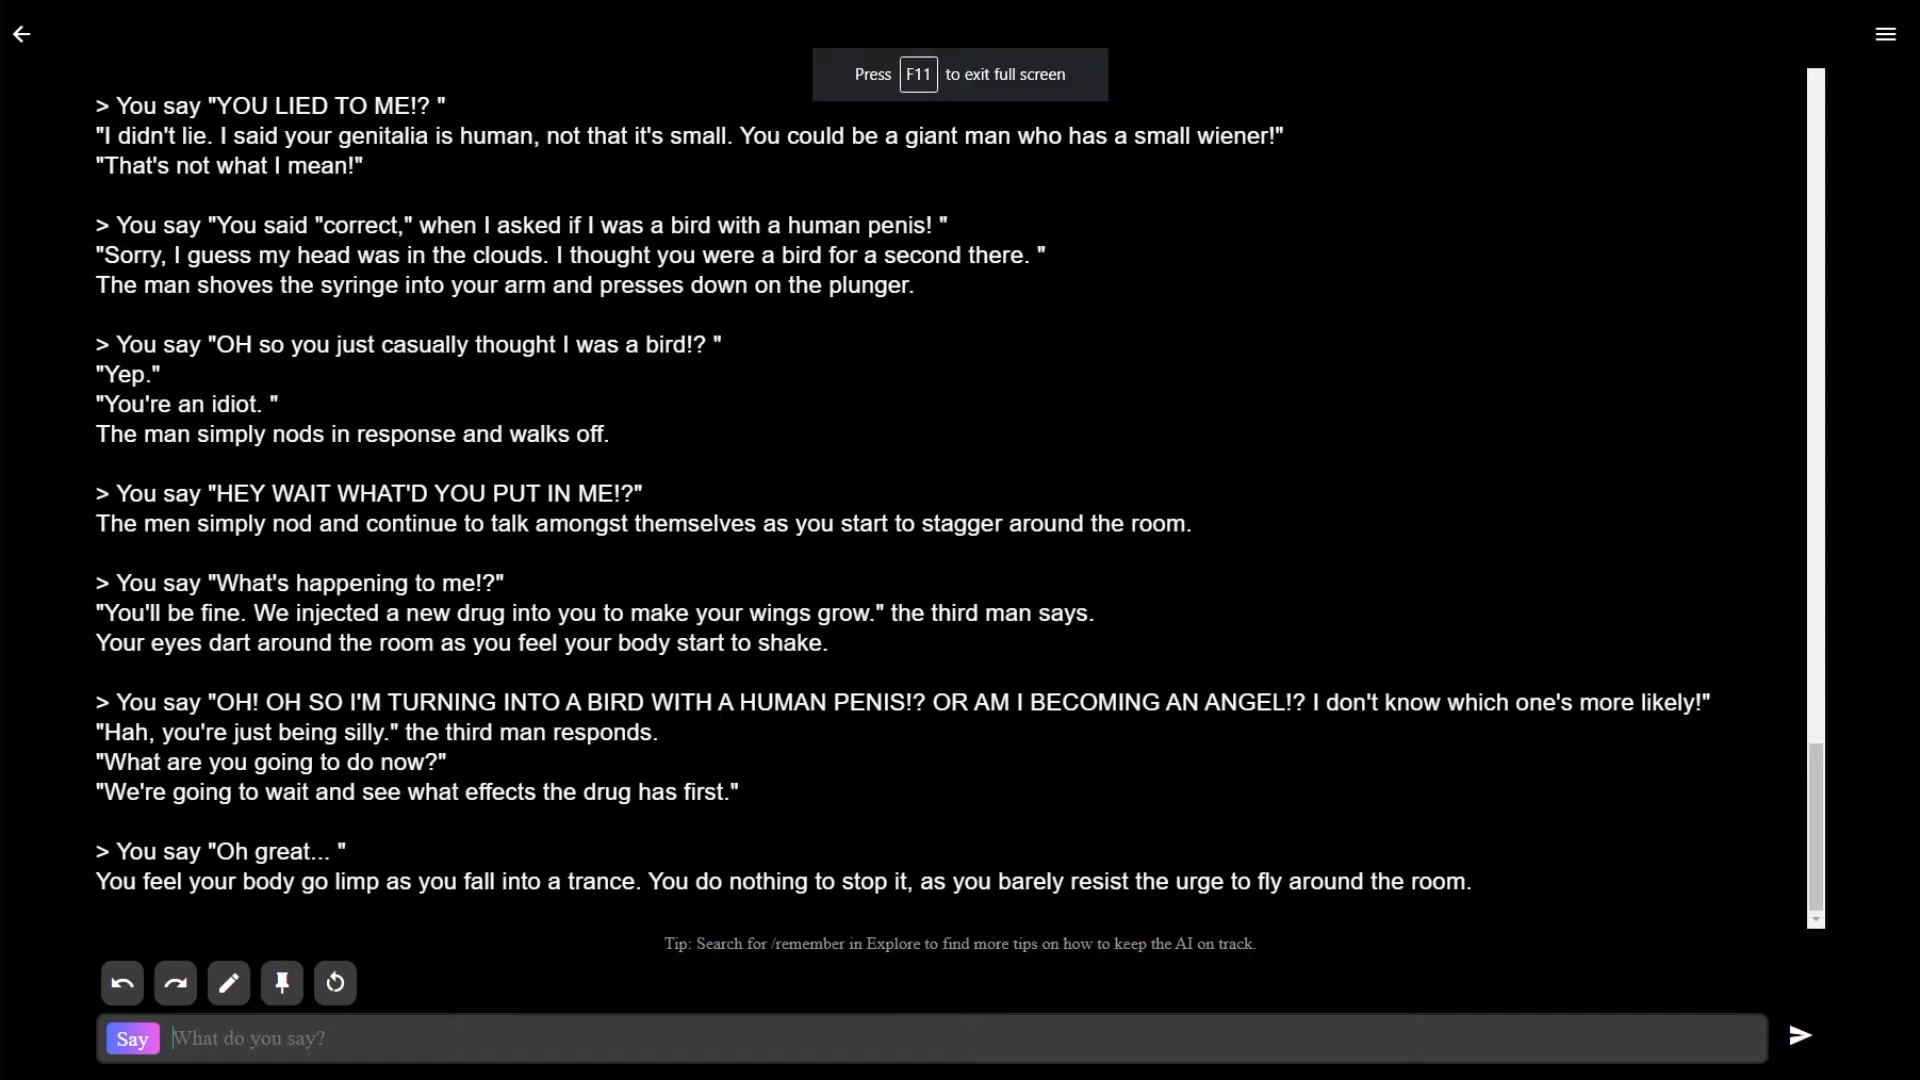 Press F11 to exit full screen
> You say "YOU LIED TO ME!? "
"I didn't lie. I said your genitalia is human, not that it's small. You could be a giant man who has a small wiener!"
"That's not what I mean!"
> You say "You said "correct," when I asked if I was a bird with a human penis! "
"Sorry, I guess my head was in the clouds. I thought you were a bird for a second there. "
The man shoves the syringe into your arm and presses down on the plunger.
> You say "OH so you just casually thought I was a bird!? "
"Yep."
"You're an idiot. "
The man simply nods in response and walks off.
> You say "HEY WAIT WHAT'D YOU PUT IN ME!?"
The men simply nod and continue to talk amongst themselves as you start to stagger around the room.
> You say "What's happening to me!?"
"You'll be fine. We injected a new drug into you to make your wings grow." the third man says.
Your eyes dart around the room as you feel your body start to shake.
> You say "OH! OH SO I'M TURNING INTO A BIRD WITH A HUMAN PENIS!? OR AM I BECOMING AN ANGEL!? I don't know which one's more likely!"
"Hah, you're just being silly." the third man responds.
"What are you going to do now?"
"We're going to wait and see what effects the drug has first."
> You say "Oh great... "
You feel your body go limp as you fall into a trance. You do nothing to stop it, as you barely resist the urge to fly around the room.
Tip: Search for /remember in Explore to find more tips on how to keep the AI on track.
Say What do you say?